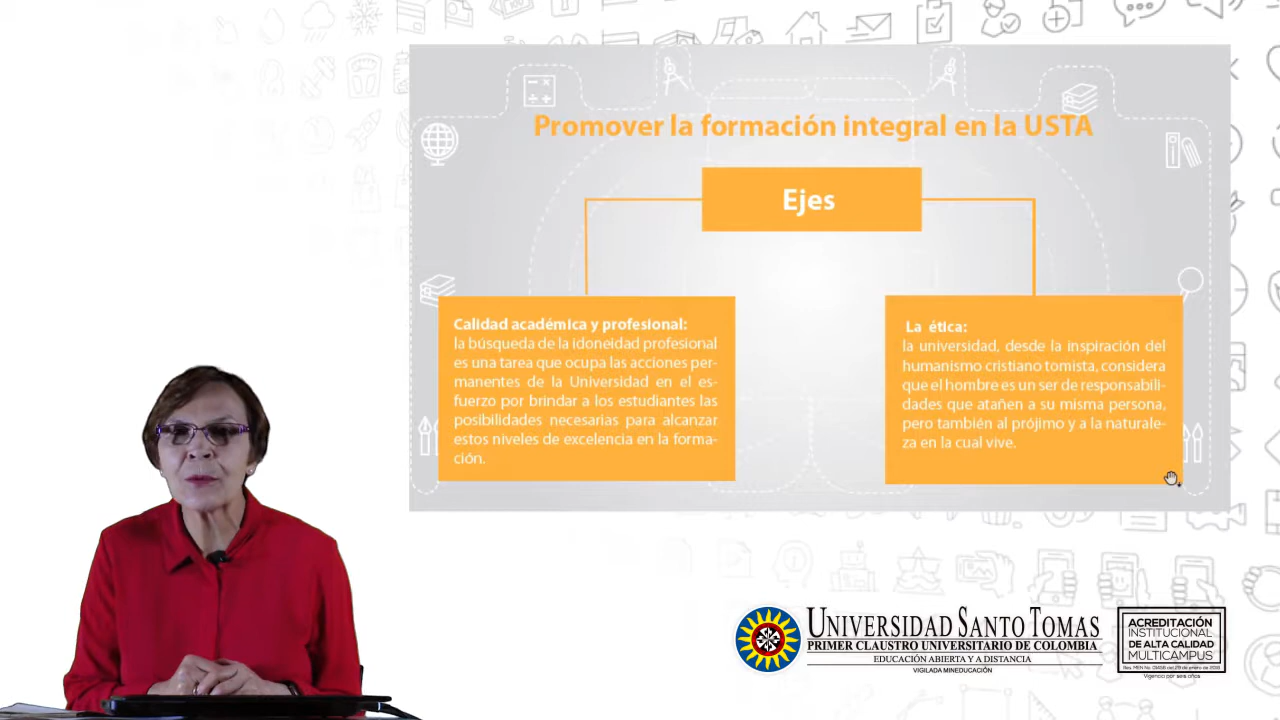 Promover la formación integral en la USTA
Ejes
Calidad académica y profesional:
la búsqueda de la idoneidad profesional
es una tarea que ocupa las acciones per-
manentes de la Universidad en el es-
fuerzo por brindar a los estudiantes las
posibilidades necesarias para alcanzar
estos niveles de excelencia en la forma-
ción.
La ética:
la universidad, desde la inspiración del
humanismo cristiano tomista, considera
que el hombre es un ser de responsabili-
dades que atañen a su misma persona,
pero también al prójimo y a la naturale-
za en la cual vive.
UNIVERSIDAD SANTO TOMAS
PRIMER CLAUSTRO UNIVERSITARIO DE COLOMBIA
EDUCACIÓN ABIERTA Y A DISTANCIA
VIGILADA MINEDUCACIÓN
ACREDITACIÓN
INSTITUCIONAL
DE ALTA CALIDAD
MULTICAMPUS
Vigencia por seis años